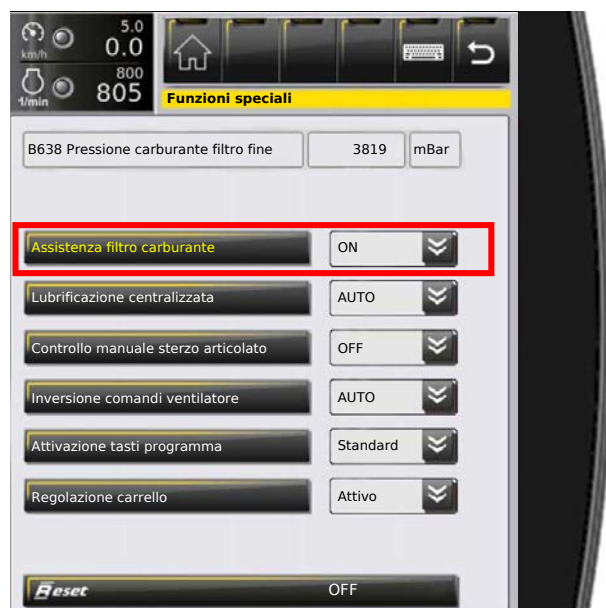 km/h 5.0
0.0
1/min 800
805
Funzioni speciali
B638 Pressione carburante filtro fine 3819 mBar
Assistenza filtro carburante ON
Lubrificazione centralizzata AUTO
Controllo manuale sterzo articolato OFF
Inversione comandi ventilatore AUTO
Attivazione tasti programma Standard
Regolazione carrello Attivo
Reset OFF